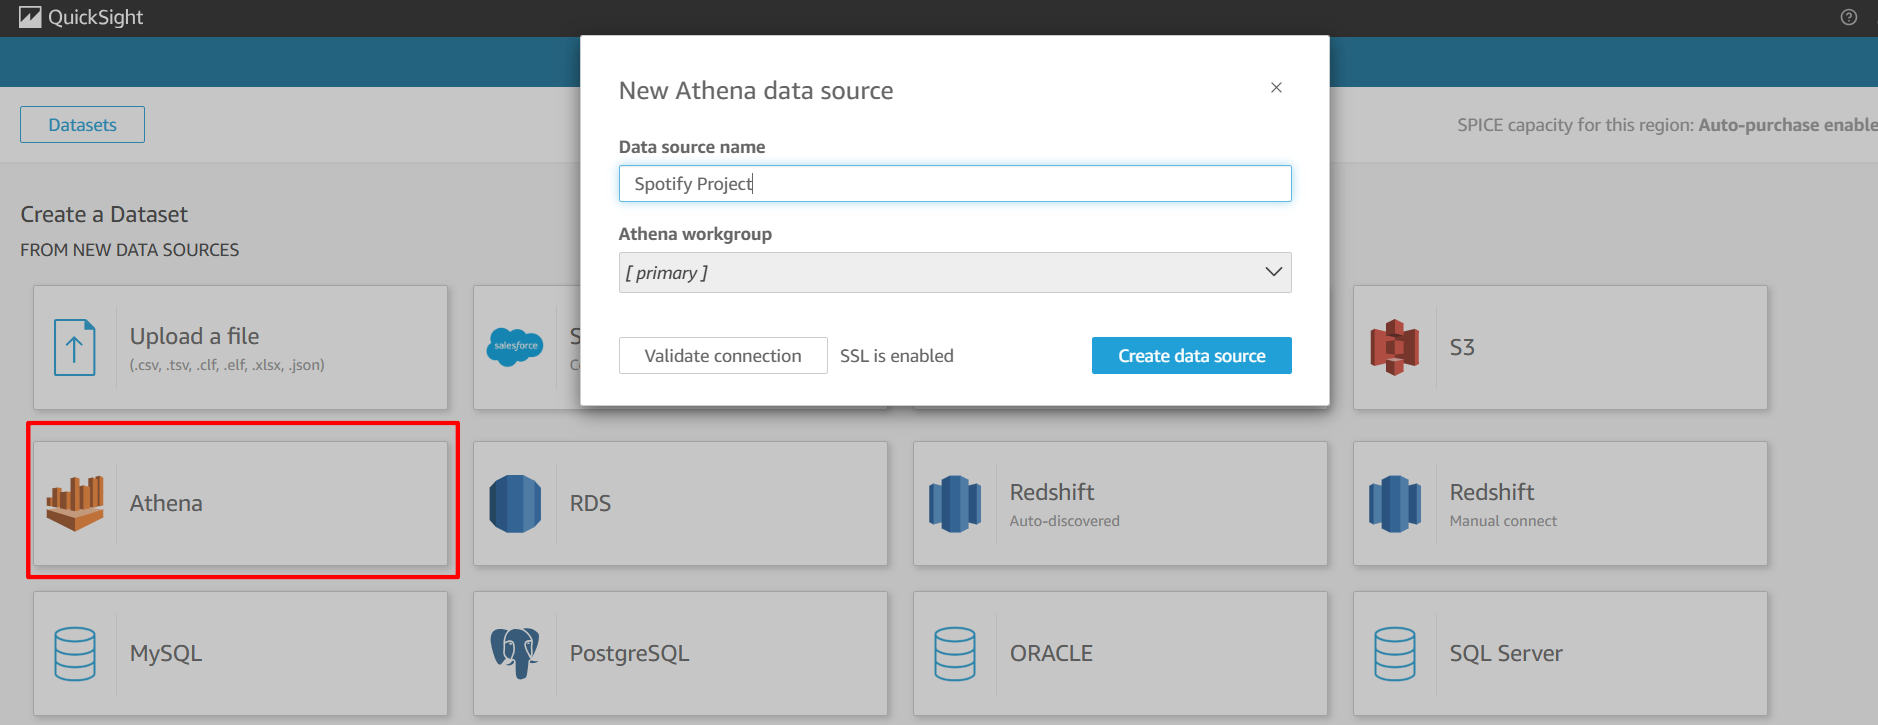 QuickSight
New Athena data source
Datasets
SPICE capacity for this region: Auto-purchase enable
Data source name
Spotify Project
Create a Dataset
FROM NEW DATA SOURCES
Athena workgroup
[ primary ]
Validate connection
SSL is enabled
Create data source
Upload a file
(.csv, .tsv, .clf, .elf, .xlsx, .json)
salesforce
S3
Athena
RDS
Redshift
Auto-discovered
Redshift
Manual connect
MySQL
PostgreSQL
ORACLE
SQL Server